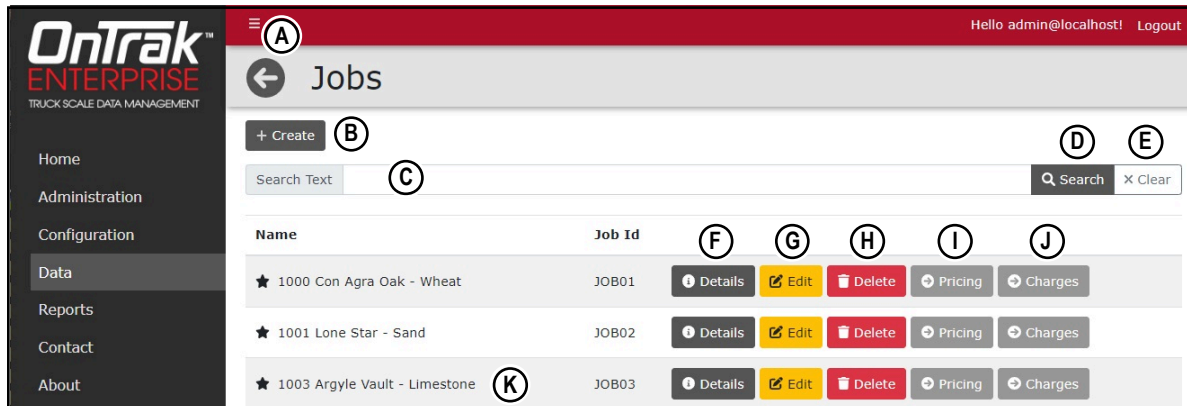 OnTrak™
ENTERPRISE
TRUCK SCALE DATA MANAGEMENT
Home
Administration
Configuration
Data
Reports
Contact
About
A
Hello admin@localhost! Logout
Jobs
+ Create B
C D E
Search Text Search × Clear
Name Job Id F G H I J
★ 1000 Con Agra Oak - Wheat JOB01 Details Edit Delete Pricing Charges
★ 1001 Lone Star - Sand JOB02 Details Edit Delete Pricing Charges
★ 1003 Argyle Vault - Limestone K JOB03 Details Edit Delete Pricing Charges